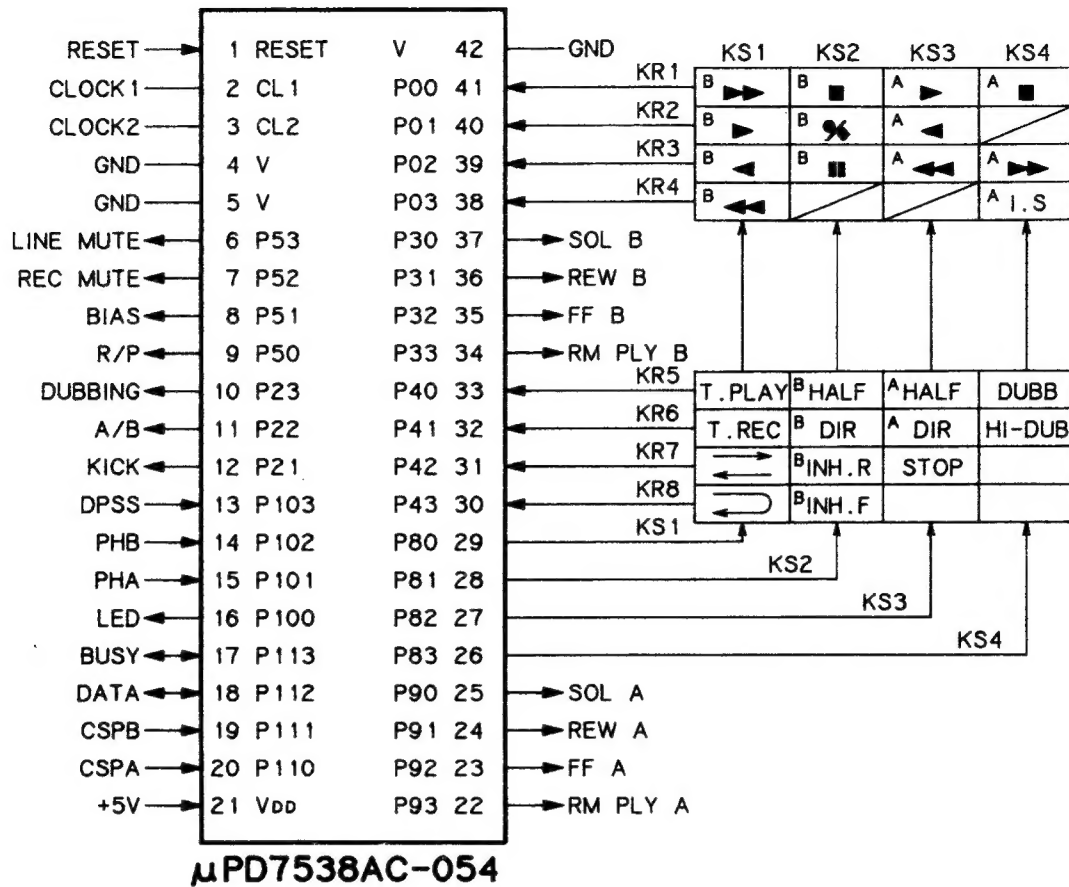 KS1 KS2 KS3 KS4
RESET 1 RESET V 42 GND
CLOCK1 2 CL1 P00 41 KR1 B B A A
CLOCK2 3 CL2 P01 40 KR2 B B % A
GND 4 V P02 39 KR3 B B A A
GND 5 V P03 38 KR4 B A I.S
LINE MUTE 6 P53 P30 37 SOL B
REC MUTE 7 P52 P31 36 REW B
BIAS 8 P51 P32 35 FF B
R/P 9 P50 P33 34 RM PLY B
DUBBING 10 P23 P40 33 KR5 T.PLAY B HALF A HALF DUBB
A/B 11 P22 P41 32 KR6 T.REC B DIR A DIR HI-DUB
KICK 12 P21 P42 31 KR7 B INH.R STOP
DPSS 13 P103 P43 30 KR8 B INH.F
PHB 14 P102 P80 29 KS1
PHA 15 P101 P81 28 KS2
LED 16 P100 P82 27 KS3
BUSY 17 P113 P83 26 KS4
DATA 18 P112 P90 25 SOL A
CSPB 19 P111 P91 24 REW A
CSPA 20 P110 P92 23 FF A
+5V 21 VDD P93 22 RM PLY A
μPD7538AC-054